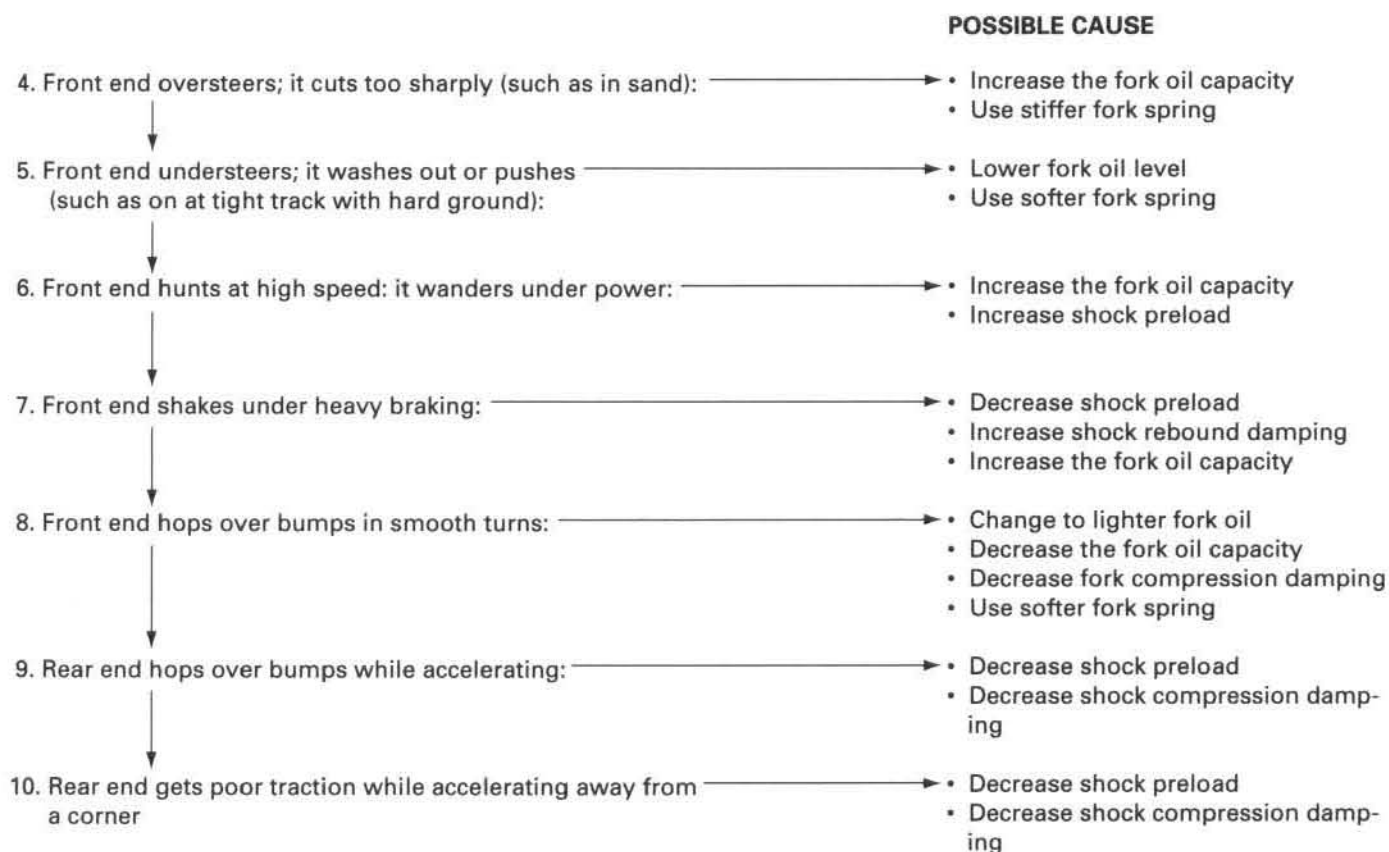 POSSIBLE CAUSE
4. Front end oversteers; it cuts too sharply (such as in sand):
• Increase the fork oil capacity
• Use stiffer fork spring
5. Front end understeers; it washes out or pushes
(such as on at tight track with hard ground):
• Lower fork oil level
• Use softer fork spring
6. Front end hunts at high speed: it wanders under power:
• Increase the fork oil capacity
• Increase shock preload
7. Front end shakes under heavy braking:
• Decrease shock preload
• Increase shock rebound damping
• Increase the fork oil capacity
8. Front end hops over bumps in smooth turns:
• Change to lighter fork oil
• Decrease the fork oil capacity
• Decrease fork compression damping
• Use softer fork spring
9. Rear end hops over bumps while accelerating:
• Decrease shock preload
• Decrease shock compression damp-
ing
10. Rear end gets poor traction while accelerating away from
a corner
• Decrease shock preload
• Decrease shock compression damp-
ing